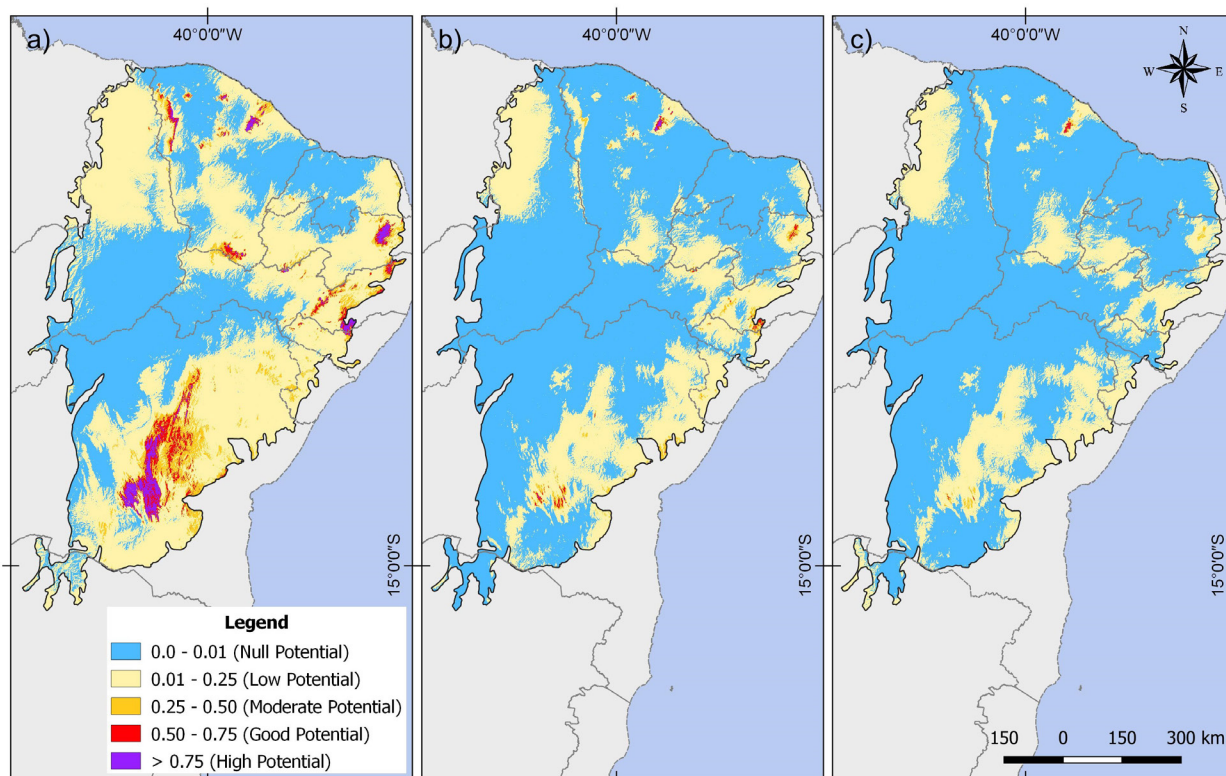 a)
40°0'0"W
b)
40°0'0"W
c)
40°0'0"W
N
W E
S
15°0'0"S
15°0'0"S
15°0'0"S
Legend
0.0 - 0.01 (Null Potential)
0.01 - 0.25 (Low Potential)
0.25 - 0.50 (Moderate Potential)
0.50 - 0.75 (Good Potential)
> 0.75 (High Potential)
150 0 150 300 km